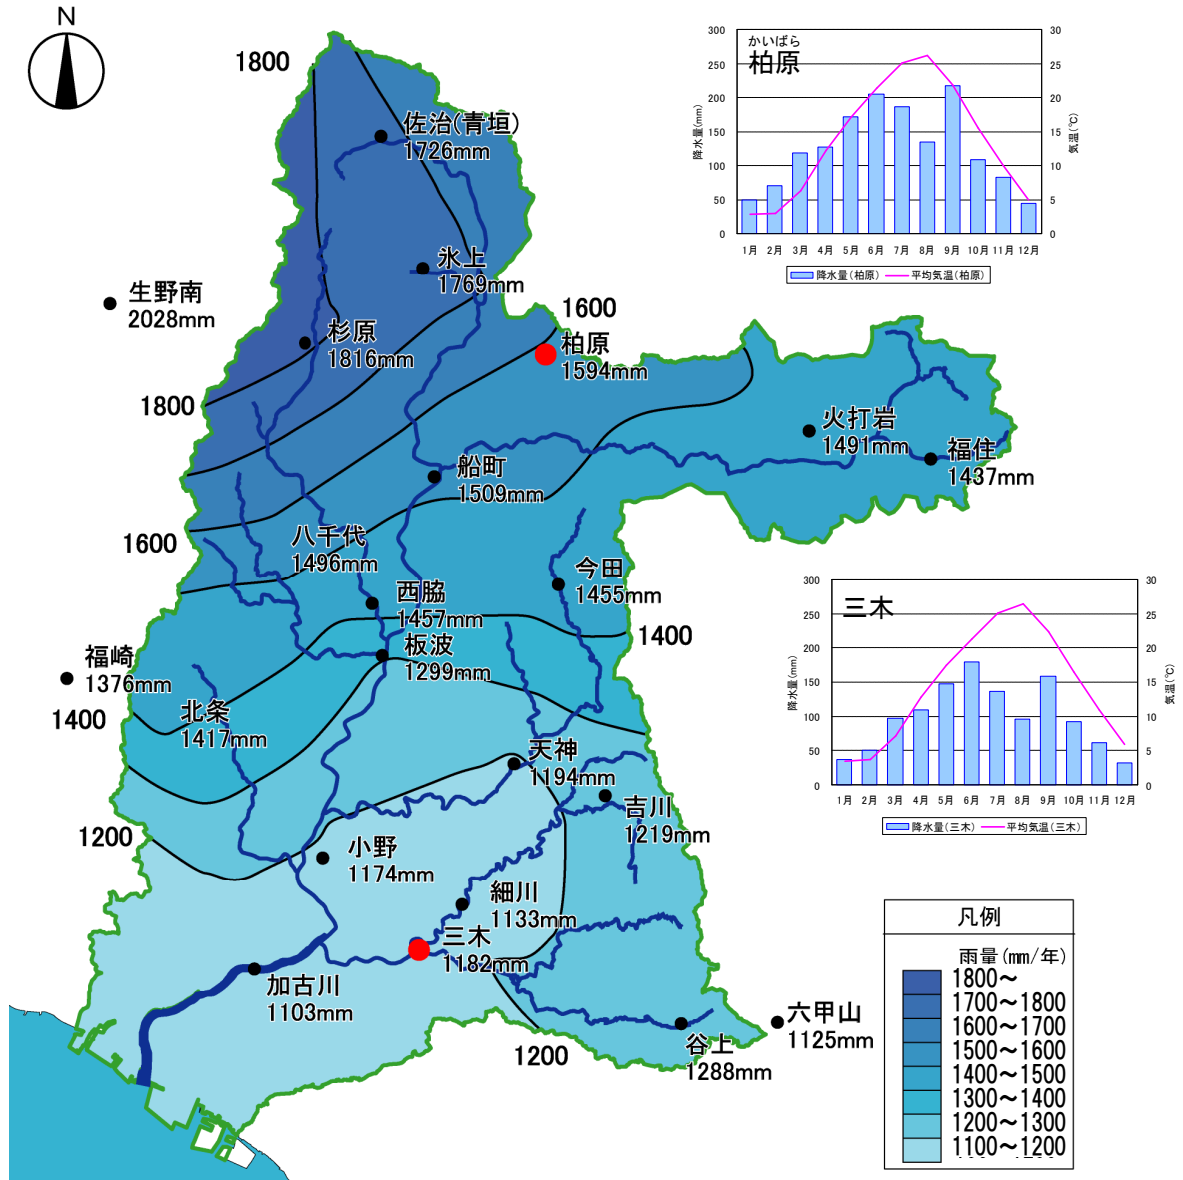 N
1800
佐治(青垣)
1726mm
氷上
1769mm
生野南
2028mm
杉原
1816mm
1600
柏原
1594mm
1800
火打岩
1491mm
福住
1437mm
船町
1509mm
1600
八千代
1496mm
今田
1455mm
西脇
1457mm
1400
板波
1299mm
福崎
1376mm
1400
北条
1417mm
天神
1194mm
吉川
1219mm
1200
小野
1174mm
細川
1133mm
三木
1182mm
加古川
1103mm
六甲山
1125mm
谷上
1288mm
1200
かいばら
柏原
降水量(mm)
気温(℃)
300
250
200
150
100
50
0
30
25
20
15
10
5
0
1月 2月 3月 4月 5月 6月 7月 8月 9月 10月 11月 12月
降水量(柏原) 平均気温(柏原)
三木
降水量(mm)
気温(℃)
300
250
200
150
100
50
0
30
25
20
15
10
5
0
1月 2月 3月 4月 5月 6月 7月 8月 9月 10月 11月 12月
降水量(三木) 平均気温(三木)
凡例
雨量(mm/年)
1800～
1700～1800
1600～1700
1500～1600
1400～1500
1300～1400
1200～1300
1100～1200